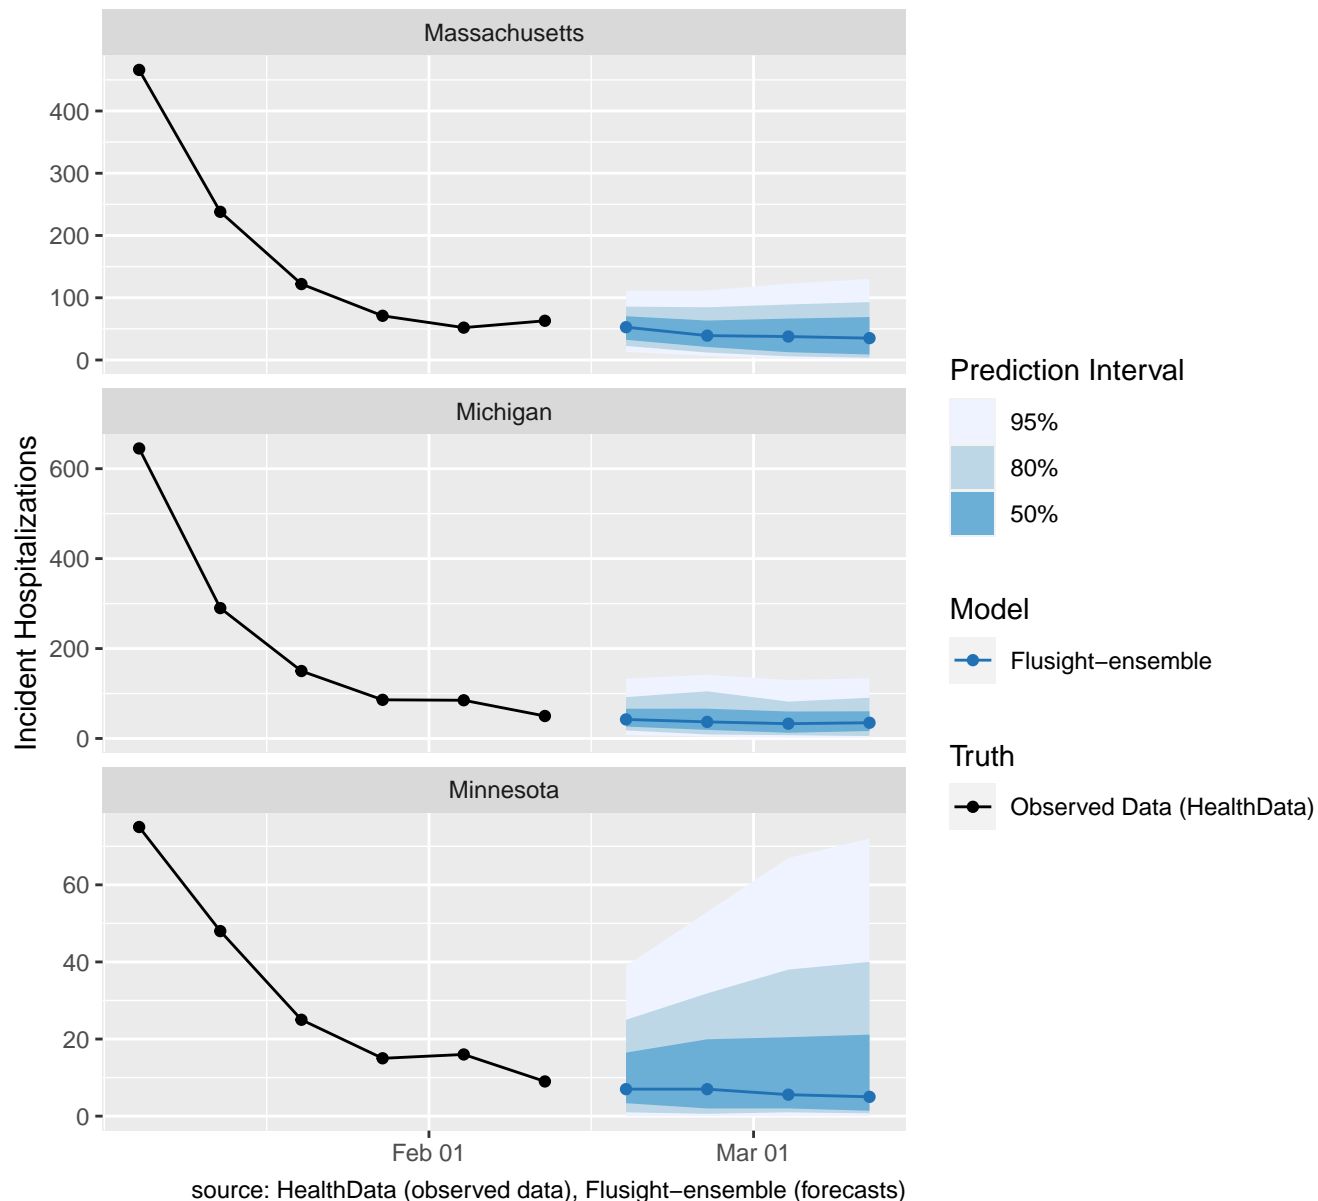 Massachusetts
400
300
200
100
0
Michigan
600
400
200
0
Minnesota
60
40
20
0
Feb 01
Mar 01
Incident Hospitalizations
source: HealthData (observed data), Flusight−ensemble (forecasts)
Prediction Interval
95%
80%
50%
Model
Flusight−ensemble
Truth
Observed Data (HealthData)